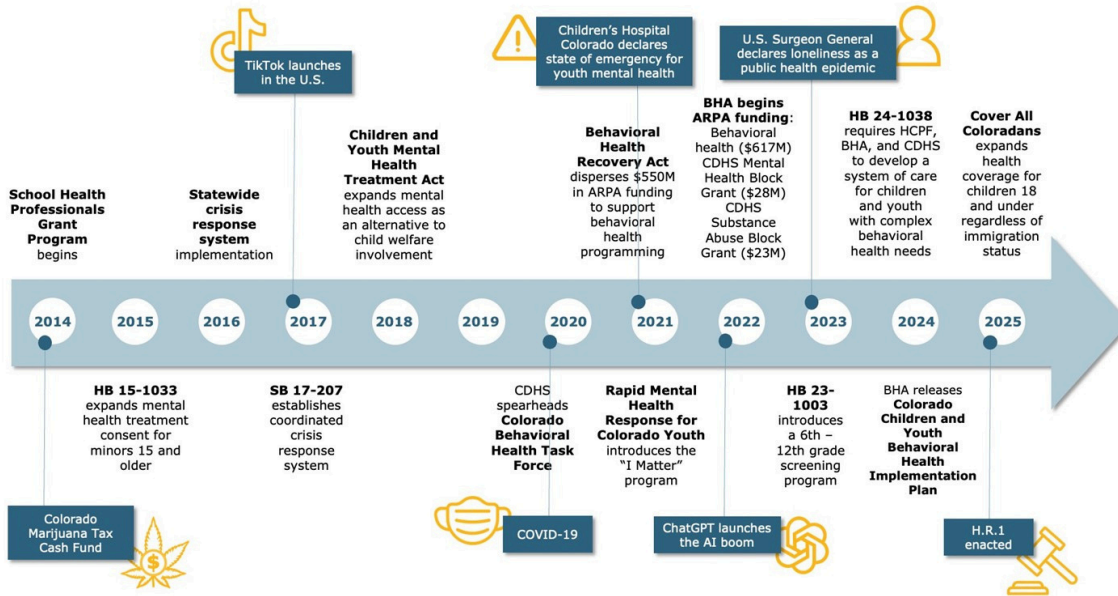 TikTok launches
in the U.S.
Children's Hospital
Colorado declares
state of emergency for
youth mental health
U.S. Surgeon General
declares loneliness as a
public health epidemic
School Health
Professionals
Grant
Program
begins
Statewide
crisis
response
system
implementation
Children and
Youth Mental
Health
Treatment Act
expands mental
health access as
an alternative to
child welfare
involvement
Behavioral
Health
Recovery Act
disperses $550M
in ARPA funding
to support
behavioral
health
programming
BHA begins
ARPA funding:
Behavioral
health ($617M)
CDHS Mental
Health Block
Grant ($28M)
CDHS
Substance
Abuse Block
Grant ($23M)
HB 24-1038
requires HCPF,
BHA, and CDHS
to develop a
system of care
for children
and youth with
complex
behavioral
health needs
Cover All
Coloradans
expands
health
coverage for
children 18
and under
regardless of
immigration
status
2014
2015
2016
2017
2018
2019
2020
2021
2022
2023
2024
2025
HB 15-1033
expands mental
health treatment
consent for
minors 15 and
older
SB 17-207
establishes
coordinated
crisis
response
system
CDHS
spearheads
Colorado
Behavioral
Health Task
Force
Rapid Mental
Health
Response for
Colorado Youth
introduces the
"I Matter"
program
HB 23-
1003
introduces
a 6th –
12th grade
screening
program
BHA releases
Colorado
Children and
Youth
Behavioral
Health
Implementation
Plan
Colorado
Marijuana Tax
Cash Fund
$
COVID-19
ChatGPT launches
the AI boom
H.R.1
enacted